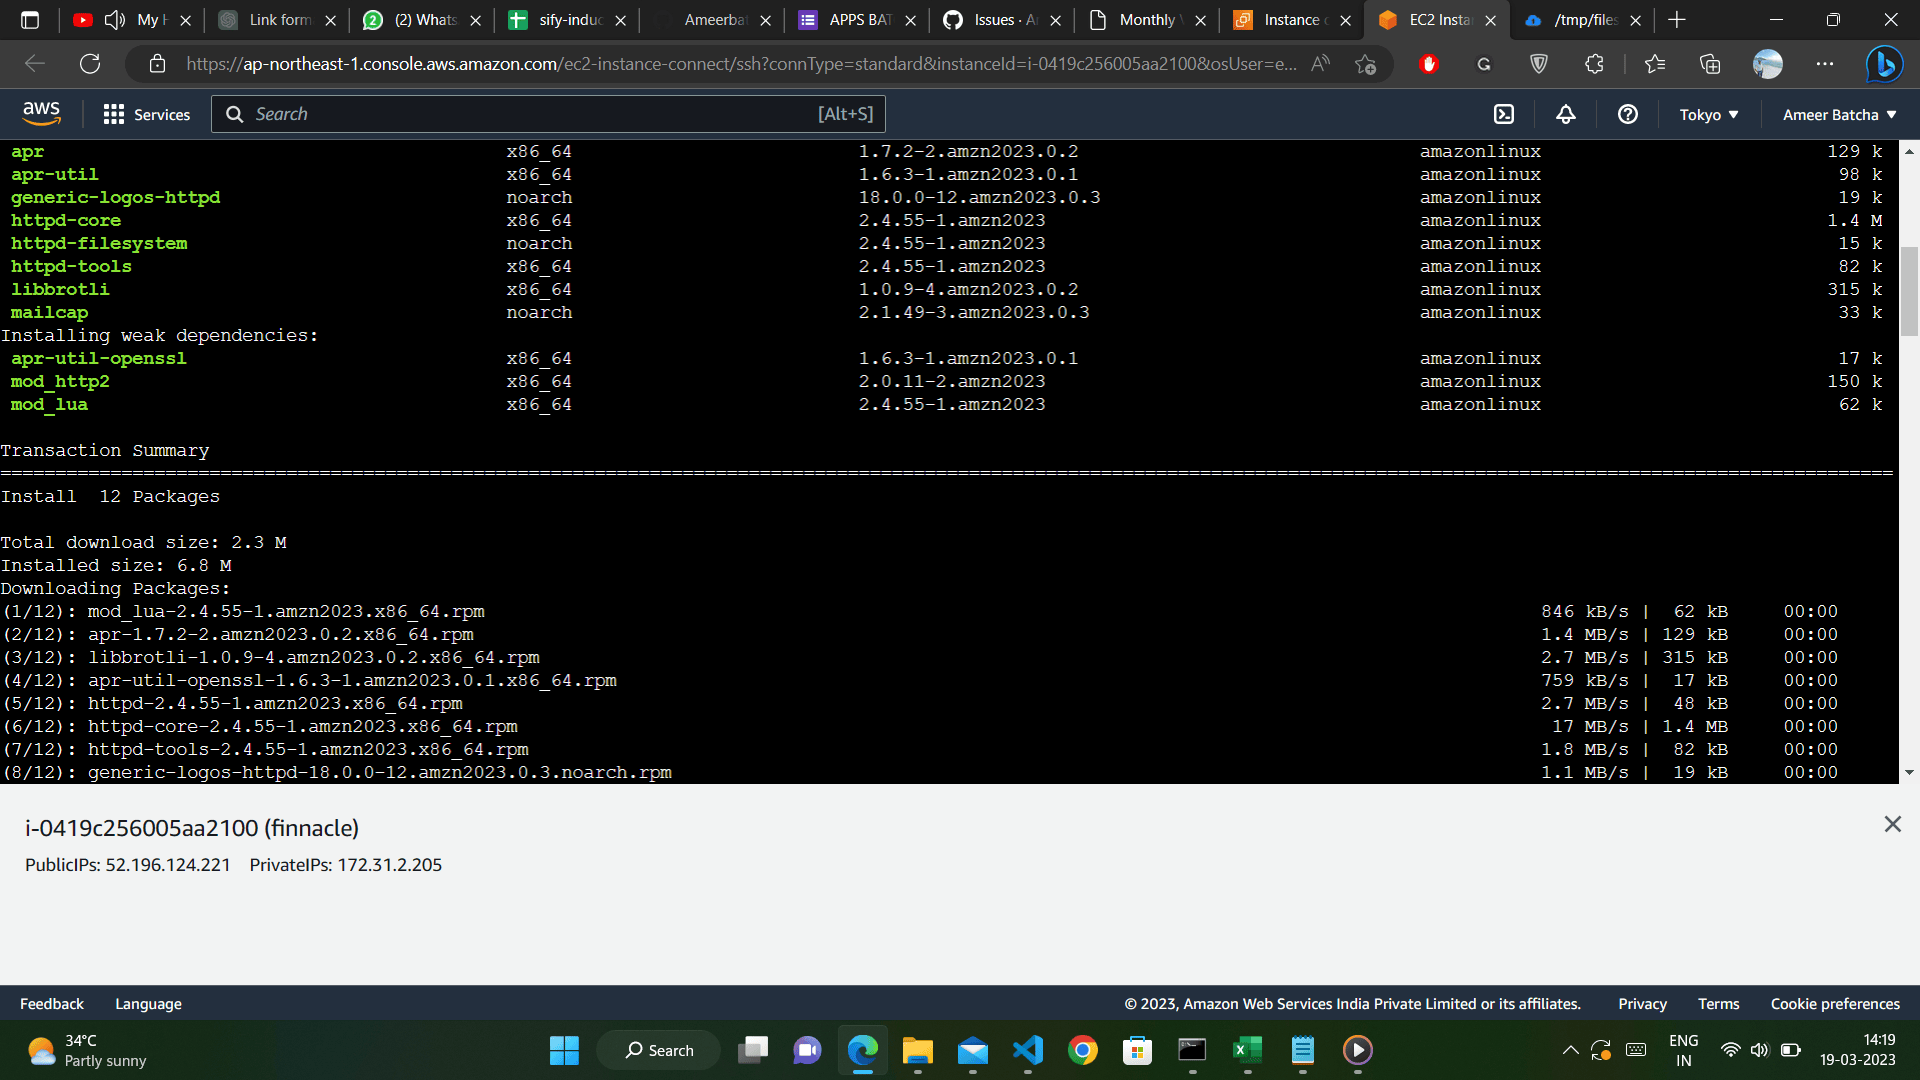 My H
Link form
(2) Whats
sify-induc
Ameerbat
APPS BAT
Issues · A
Monthly
Instance c
EC2 Insta
/tmp/files
https://ap-northeast-1.console.aws.amazon.com/ec2-instance-connect/ssh?connType=standard&instanceId=i-0419c256005aa2100&osUser=e...
aws Services Search [Alt+S] Tokyo ▼ Ameer Batcha ▼
apr x86_64 1.7.2-2.amzn2023.0.2 amazonlinux 129 k
apr-util x86_64 1.6.3-1.amzn2023.0.1 amazonlinux 98 k
generic-logos-httpd noarch 18.0.0-12.amzn2023.0.3 amazonlinux 19 k
httpd-core x86_64 2.4.55-1.amzn2023 amazonlinux 1.4 M
httpd-filesystem noarch 2.4.55-1.amzn2023 amazonlinux 15 k
httpd-tools x86_64 2.4.55-1.amzn2023 amazonlinux 82 k
libbrotli x86_64 1.0.9-4.amzn2023.0.2 amazonlinux 315 k
mailcap noarch 2.1.49-3.amzn2023.0.3 amazonlinux 33 k
Installing weak dependencies:
apr-util-openssl x86_64 1.6.3-1.amzn2023.0.1 amazonlinux 17 k
mod_http2 x86_64 2.0.11-2.amzn2023 amazonlinux 150 k
mod_lua x86_64 2.4.55-1.amzn2023 amazonlinux 62 k
Transaction Summary
Install 12 Packages
Total download size: 2.3 M
Installed size: 6.8 M
Downloading Packages:
(1/12): mod_lua-2.4.55-1.amzn2023.x86_64.rpm 846 kB/s | 62 kB 00:00
(2/12): apr-1.7.2-2.amzn2023.0.2.x86_64.rpm 1.4 MB/s | 129 kB 00:00
(3/12): libbrotli-1.0.9-4.amzn2023.0.2.x86_64.rpm 2.7 MB/s | 315 kB 00:00
(4/12): apr-util-openssl-1.6.3-1.amzn2023.0.1.x86_64.rpm 759 kB/s | 17 kB 00:00
(5/12): httpd-2.4.55-1.amzn2023.x86_64.rpm 2.7 MB/s | 48 kB 00:00
(6/12): httpd-core-2.4.55-1.amzn2023.x86_64.rpm 17 MB/s | 1.4 MB 00:00
(7/12): httpd-tools-2.4.55-1.amzn2023.x86_64.rpm 1.8 MB/s | 82 kB 00:00
(8/12): generic-logos-httpd-18.0.0-12.amzn2023.0.3.noarch.rpm 1.1 MB/s | 19 kB 00:00
i-0419c256005aa2100 (finnacle)
PublicIPs: 52.196.124.221 PrivateIPs: 172.31.2.205
Feedback Language © 2023, Amazon Web Services India Private Limited or its affiliates. Privacy Terms Cookie preferences
34°C
Partly sunny
Search
ENG
IN
14:19
19-03-2023